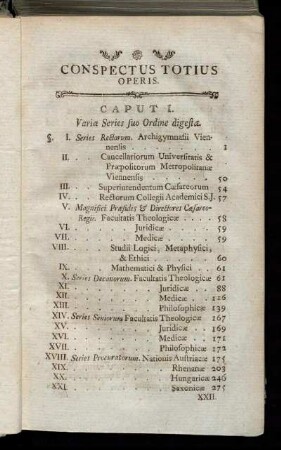 CONSPECTUS TOTIUS
OPERIS.
CAPUT I.
Variæ Series suo Ordine digestæ.
§. I. Series Rectorum. Archigymnasii Vien-
nensis . . . 1
II. . . Cancellariorum Universitatis &
Præpositorum Metropolitanæ
Viennensis . . . 50
III. . . Superintendentum Cæsareorum 54
IV. . . Rectorum Collegii Academici S.J. 57
V. Magnifici Præsides & Directores Cæsareo-
Regii. Facultatis Theologicæ . . 58
VI. . . . Juridicæ . . 59
VII. . . . Medicæ . . 59
VIII. . . . Studii Logici, Metaphysici,
& Ethici . . 60
IX. . . Mathematici & Physici . . 61
X. Series Decanorum. Facultatis Theologicæ 61
XI. . . . Juridicæ . . 88
XII. . . . Medicæ . . 116
XIII. . . . Philosophicæ 139
XIV. Series Seniorum Facultatis Theologicæ 167
XV. . . . Juridicæ . 169
XVI. . . . Medicæ . . 171
XVII. . . . Philosophicæ 172
XVIII. Series Procuratorum. Nationis Austriacæ 175
XIX. . . . Rhenanæ 203
XX. . . . Hungaricæ 246
XXI. . . . Saxonicæ 275
XXII.